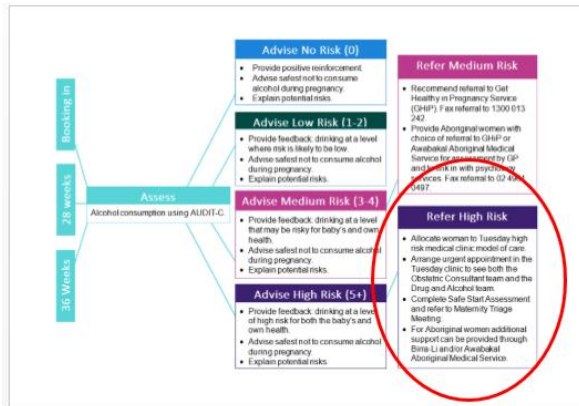 Booking in
28 weeks
36 Weeks
Assess
Alcohol consumption using AUDIT-C.
Advise No Risk (0)
• Provide positive reinforcement.
• Advise safest not to consume
alcohol during pregnancy.
• Explain potential risks.
Advise Low Risk (1-2)
• Provide feedback: drinking at a level
where risk is likely to be low.
• Advise safest not to consume alcohol
during pregnancy.
• Explain potential risks.
Advise Medium Risk (3-4)
• Provide feedback: drinking at a level
that may be risky for baby's and own
health.
• Advise safest not to consume alcohol
during pregnancy.
• Explain potential risks.
Advise High Risk (5+)
• Provide feedback: drinking at a level
of high risk for both the baby's and
own health.
• Advise safest not to consume alcohol
during pregnancy.
• Explain potential risks.
Refer Medium Risk
• Recommend referral to Get
Healthy in Pregnancy Service
(GHiP). Fax referral to 1300 013
242.
• Provide Aboriginal women with
choice of referral to GHiP or
Awabakal Aboriginal Medical
Service for assessment by GP
and link in with psychology
services. Fax referral to 02
0497.
Refer High Risk
• Allocate woman to Tuesday high
risk medical clinic model of care.
• Arrange urgent appointment in the
Tuesday clinic to see both the
Obstetric Consultant team and the
Drug and Alcohol team.
• Complete Safe Start Assessment
and refer to Maternity Triage
Meeting.
• For Aboriginal women additional
support can be provided through
Birra-Li and/or Awabakal
Aboriginal Medical Service.